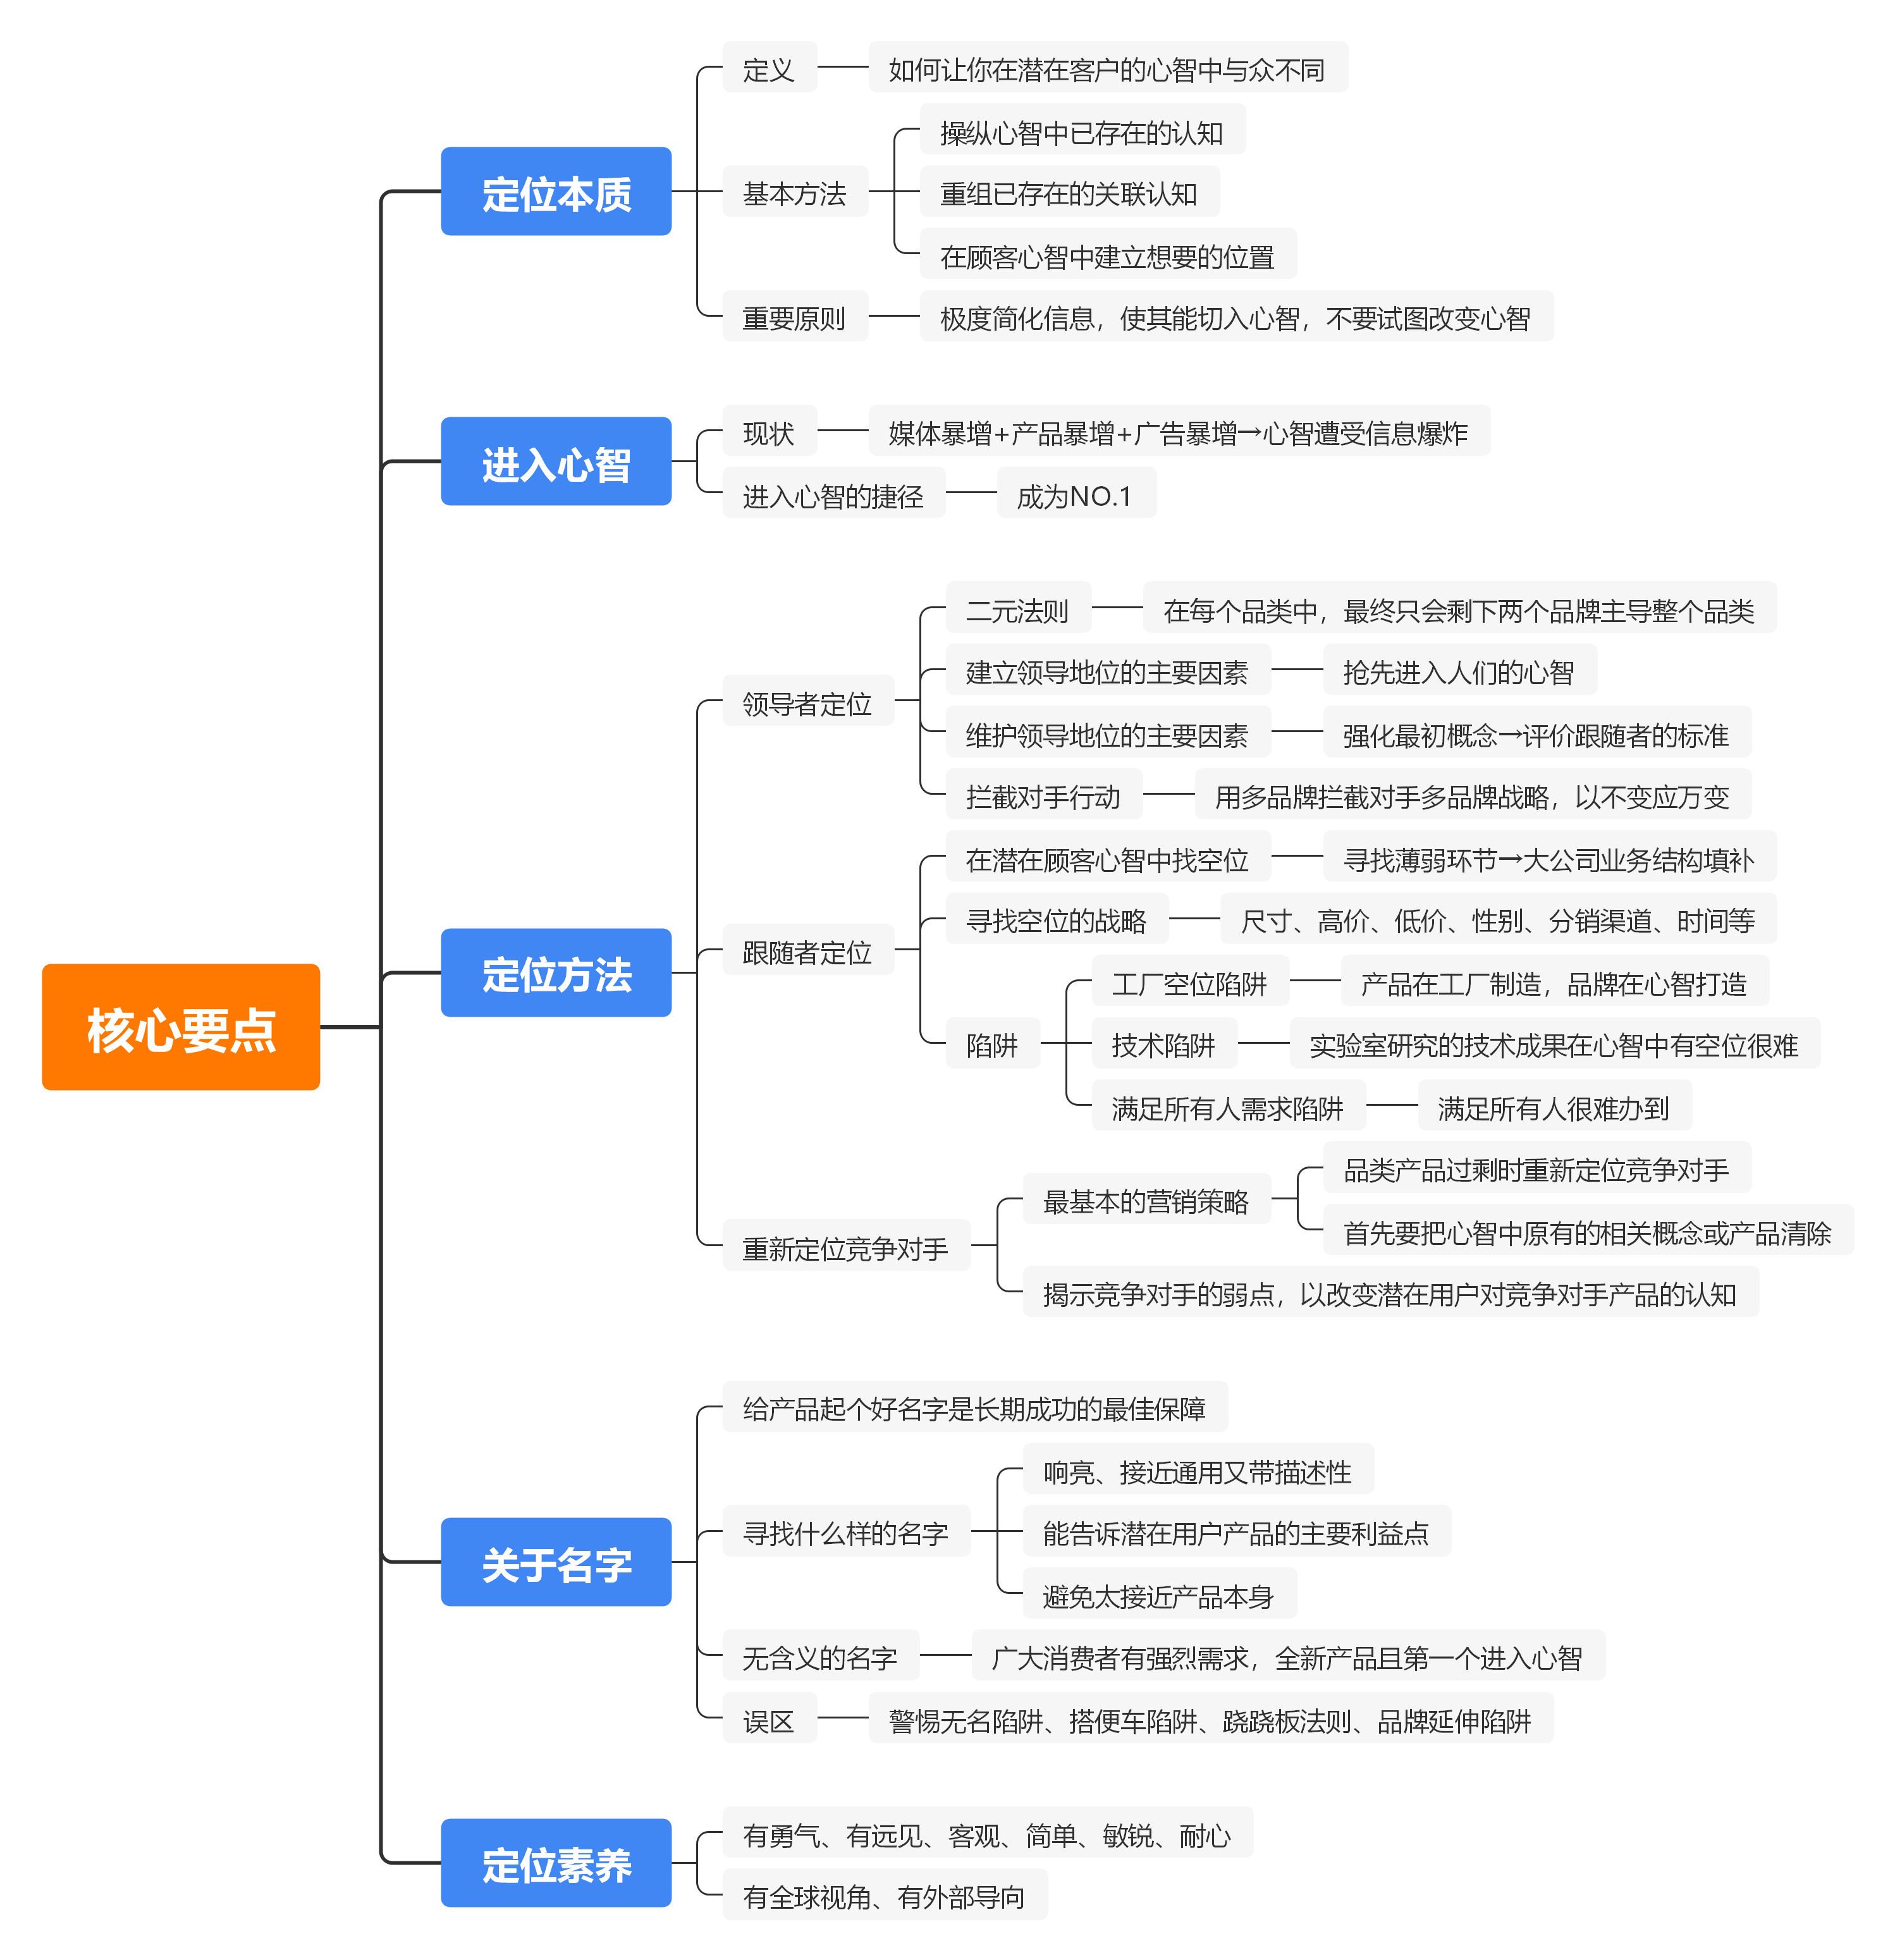 核心要点
定位本质
定义
如何让你在潜在客户的心智中与众不同
基本方法
操纵心智中已存在的认知
重组已存在的关联认知
在顾客心智中建立想要的位置
重要原则
极度简化信息，使其能切入心智，不要试图改变心智
进入心智
现状
媒体暴增+产品暴增+广告暴增→心智遭受信息爆炸
进入心智的捷径
成为NO.1
定位方法
领导者定位
二元法则
在每个品类中，最终只会剩下两个品牌主导整个品类
建立领导地位的主要因素
抢先进入人们的心智
维护领导地位的主要因素
强化最初概念→评价跟随者的标准
拦截对手行动
用多品牌拦截对手多品牌战略，以不变应万变
跟随者定位
在潜在顾客心智中找空位
寻找薄弱环节→大公司业务结构填补
寻找空位的战略
尺寸、高价、低价、性别、分销渠道、时间等
陷阱
工厂空位陷阱
产品在工厂制造，品牌在心智打造
技术陷阱
实验室研究的技术成果在心智中有空位很难
满足所有人需求陷阱
满足所有人很难办到
重新定位竞争对手
最基本的营销策略
品类产品过剩时重新定位竞争对手
首先要把心智中原有的相关概念或产品清除
揭示竞争对手的弱点，以改变潜在用户对竞争对手产品的认知
关于名字
给产品起个好名字是长期成功的最佳保障
寻找什么样的名字
响亮、接近通用又带描述性
能告诉潜在用户产品的主要利益点
避免太接近产品本身
无含义的名字
广大消费者有强烈需求，全新产品且第一个进入心智
误区
警惕无名陷阱、搭便车陷阱、跷跷板法则、品牌延伸陷阱
定位素养
有勇气、有远见、客观、简单、敏锐、耐心
有全球视角、有外部导向